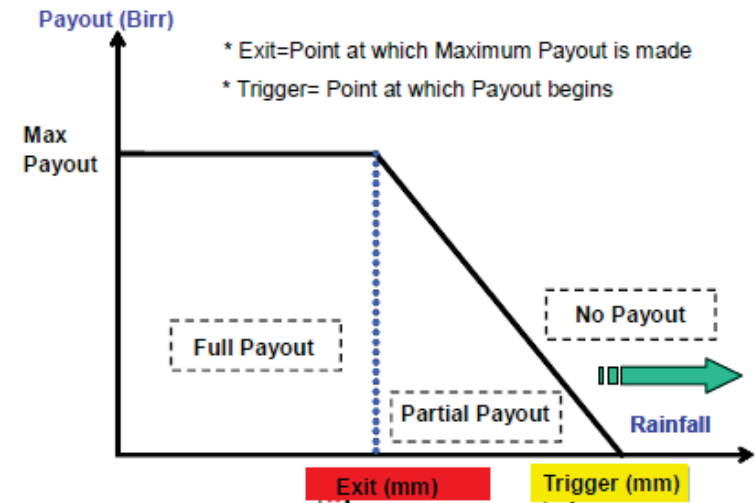 Payout (Birr)
* Exit=Point at which Maximum Payout is made
* Trigger= Point at which Payout begins
Max
Payout
No Payout
Full Payout
Partial Payout
Rainfall
Exit (mm)
Trigger (mm)